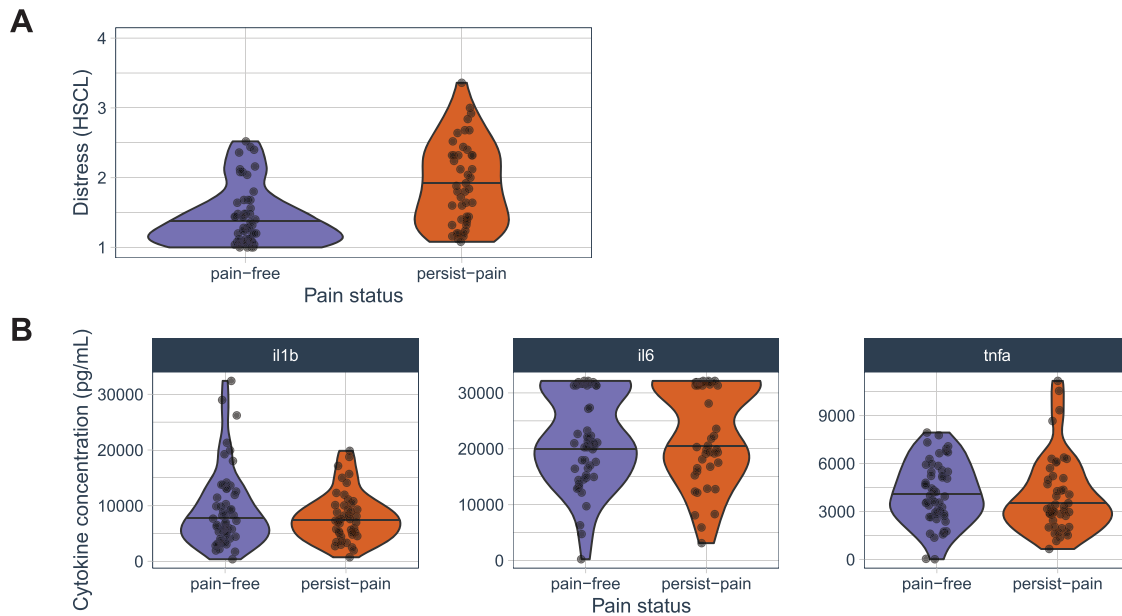 A
Distress (HSCL)
4
3
2
1
pain−free persist−pain
Pain status
B
Cytokine concentration (pg/mL)
il1b il6 tnfa
30000
20000
10000
0
30000
20000
10000
0
9000
6000
3000
0
pain−free persist−pain pain−free persist−pain pain−free persist−pain
Pain status